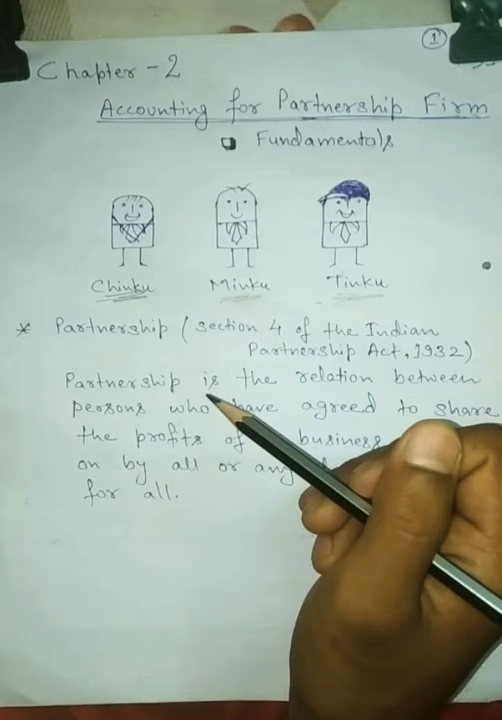 1
Chapter - 2
Accounting for Partnership Firm
Fundamentals
Chinku Minku Tinku
* Partnership (section 4 of the Indian
Partnership Act, 1932)
Partnership is the relation between
persons who have agreed to share
the profits of business
on by all or any
for all.